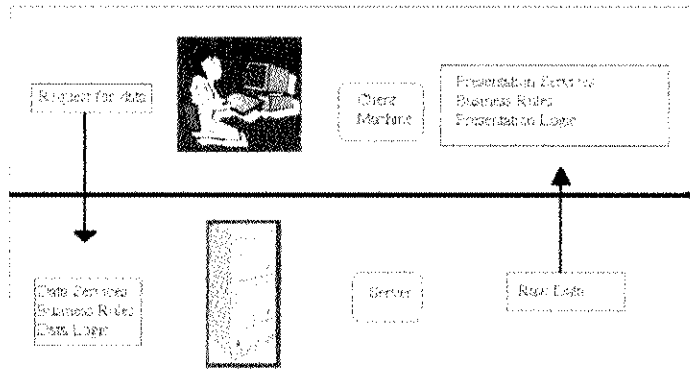 Request for data
Client
Machine
Presentation Services
Business Rules
Presentation Logic
Data Services
Business Rules
Data Logic
Server
Raw Data